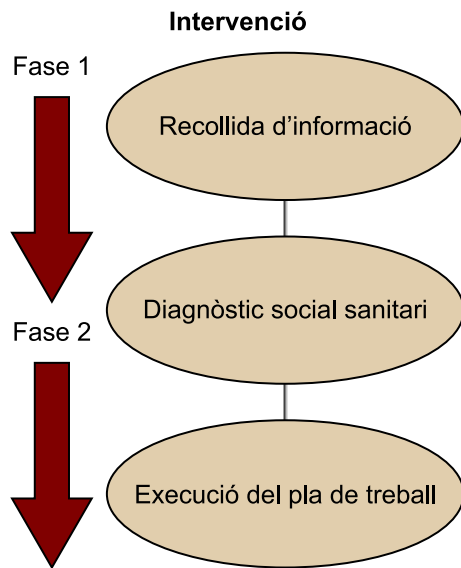 Intervenció
Fase 1
Recollida d’informació
Diagnòstic social sanitari
Fase 2
Execució del pla de treball